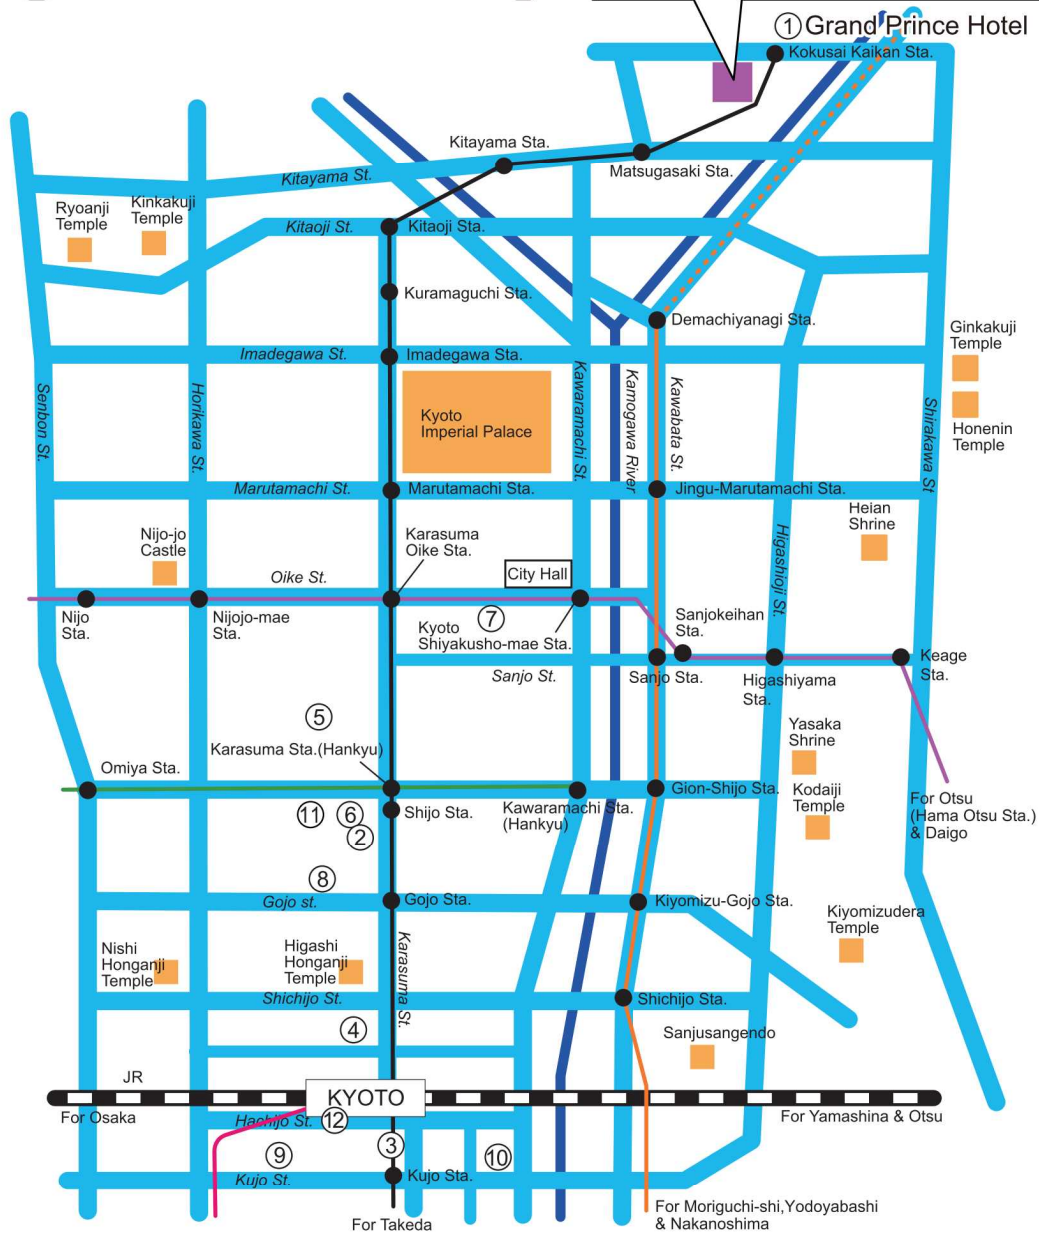 ① Grand Prince Hotel
Kokusai Kaikan Sta.
Kitayama Sta.
Matsugasaki Sta.
Kitayama St.
Ryoanji
Temple
Kinkakuji
Temple
Kitaoji St.
Kitaoji Sta.
Kuramaguchi Sta.
Demachiyanagi Sta.
Ginkakuji
Temple
Imadegawa St.
Imadegawa Sta.
Senbon St.
Horikawa St.
Kyoto
Imperial Palace
Kawaramachi St.
Kamogawa River
Kawabata St.
Shirakawa St
Honenin
Temple
Marutamachi St.
Marutamachi Sta.
Jingu-Marutamachi Sta.
Heian
Shrine
Nijo-jo
Castle
Karasuma
Oike Sta.
Higashioji St.
Oike St.
City Hall
Nijo
Sta.
Nijojo-mae
Sta.
⑦
Kyoto
Shiyakusho-mae Sta.
Sanjokeihan
Sta.
Sanjo St.
Sanjo Sta.
Higashiyama
Sta.
Keage
Sta.
⑤
Karasuma Sta.(Hankyu)
Yasaka
Shrine
Omiya Sta.
Kawaramachi Sta.
(Hankyu)
Gion-Shijo Sta.
Kodaiji
Temple
For Otsu
(Hama Otsu Sta.)
& Daigo
⑪
⑥
②
Shijo Sta.
⑧
Gojo st.
Gojo Sta.
Kiyomizu-Gojo Sta.
Kiyomizudera
Temple
Nishi
Honganji
Temple
Higashi
Honganji
Temple
Karasuma St.
Shichijo St.
Shichijo Sta.
④
Sanjusangendo
JR
KYOTO
For Osaka
For Yamashina & Otsu
Hachijo St.
⑫
③
⑨
⑩
Kujo St.
Kujo Sta.
For Takeda
For Moriguchi-shi,Yodoyabashi
& Nakanoshima